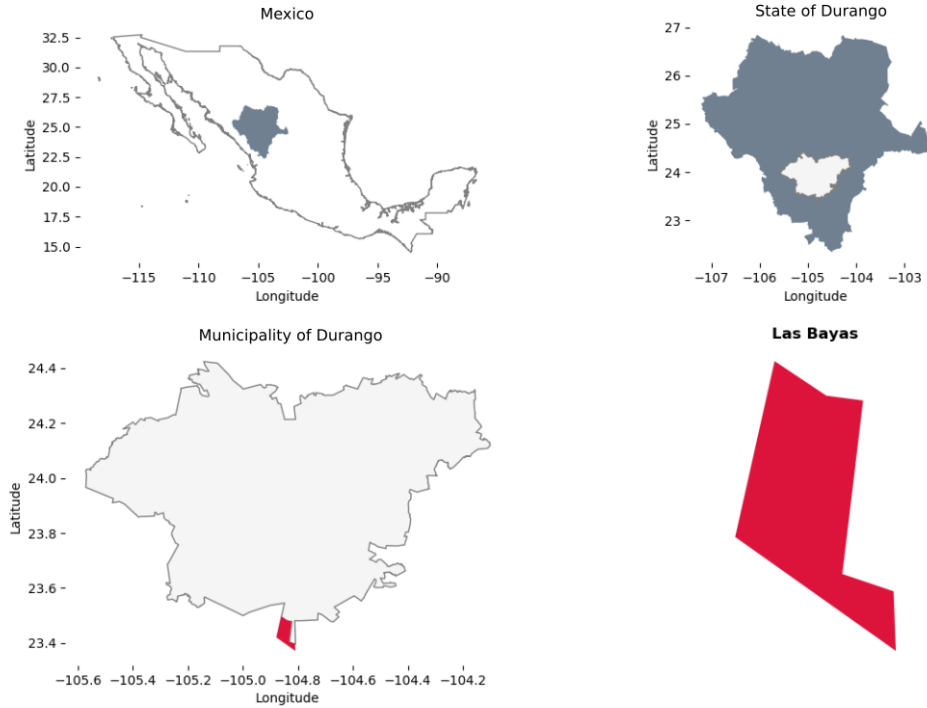 Mexico
32.5
30.0
27.5
25.0
22.5
20.0
17.5
15.0
Latitude
−115 −110 −105 −100 −95 −90
Longitude
State of Durango
27
26
25
24
23
Latitude
−107 −106 −105 −104 −103
Longitude
Municipality of Durango
24.4
24.2
24.0
23.8
23.6
23.4
Latitude
−105.6 −105.4 −105.2 −105.0 −104.8 −104.6 −104.4 −104.2
Longitude
Las Bayas